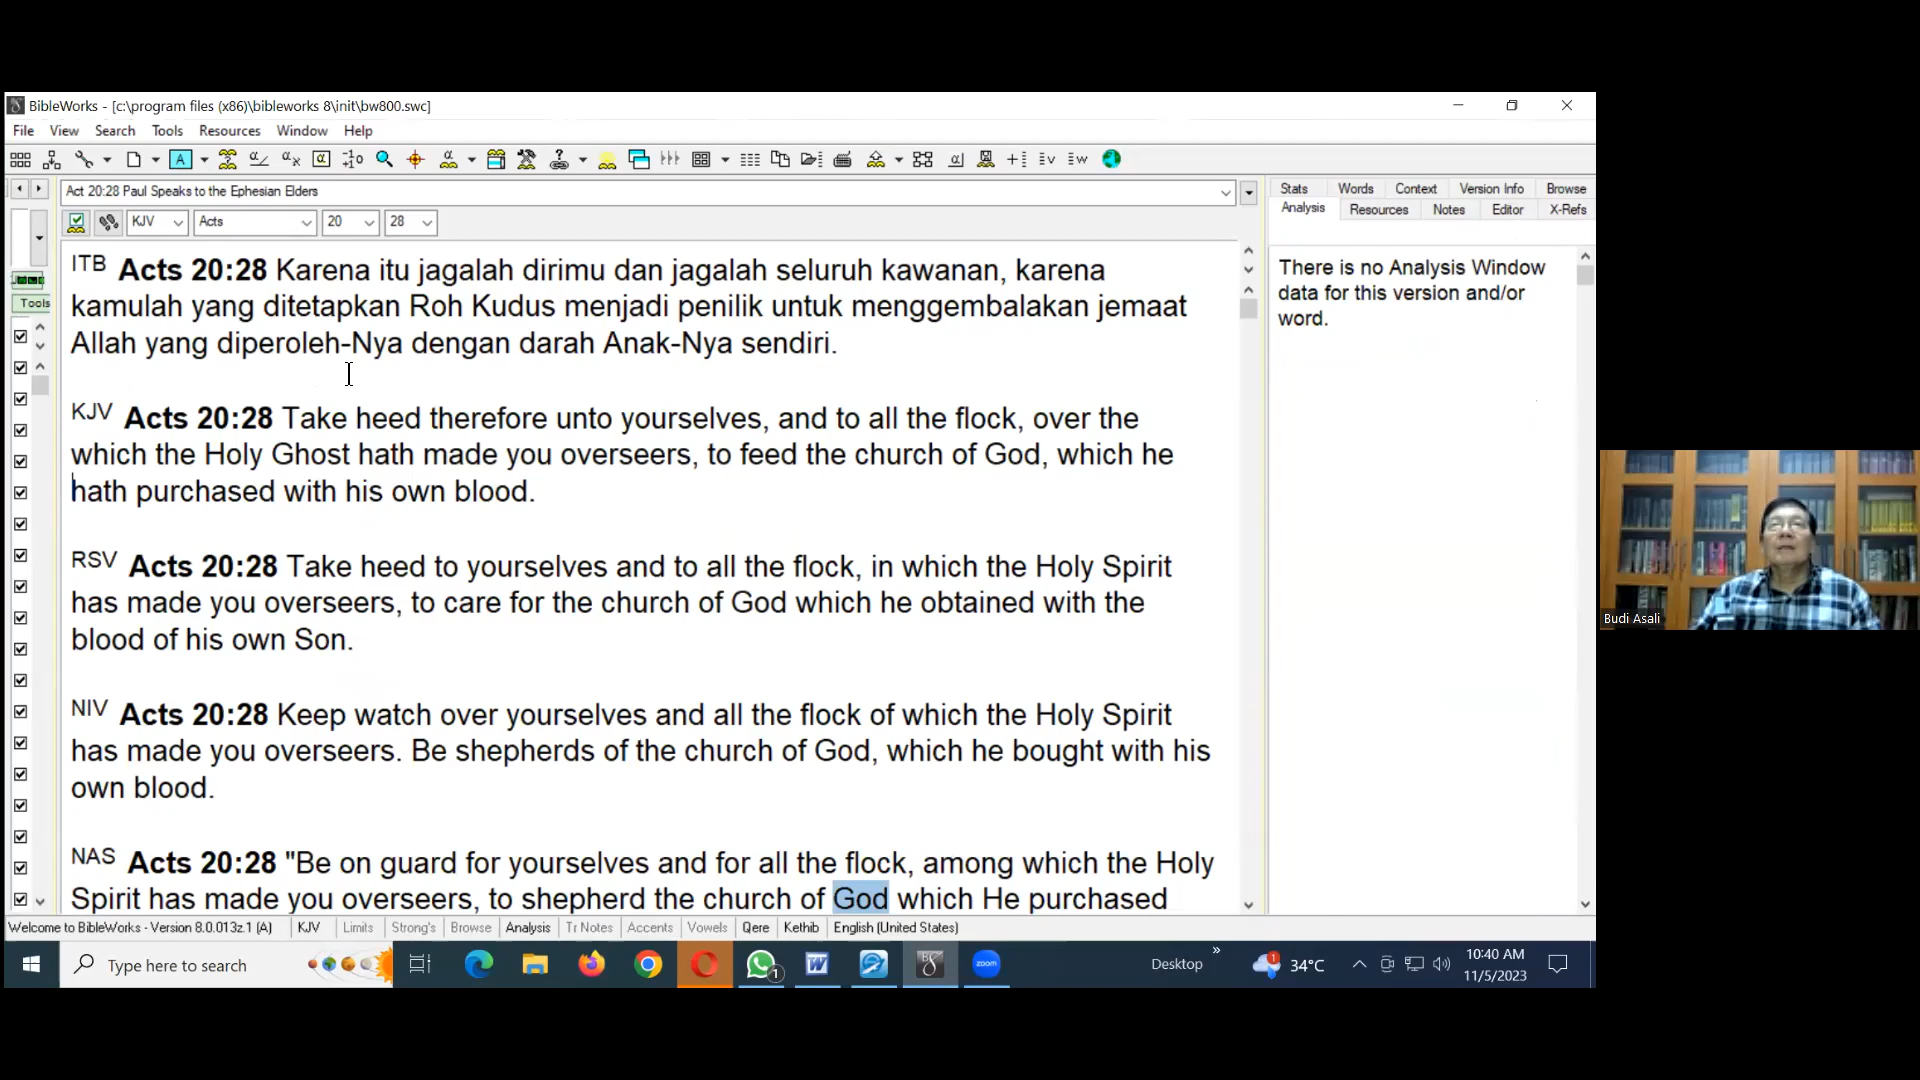 BibleWorks - [c:\program files (x86)\bibleworks 8\init\bw800.swc]
File View Search Tools Resources Window Help
Act 20:28 Paul Speaks to the Ephesian Elders
KJV Acts 20 28
Tools
ITB Acts 20:28 Karena itu jagalah dirimu dan jagalah seluruh kawanan, karena
kamulah yang ditetapkan Roh Kudus menjadi penilik untuk menggembalakan jemaat
Allah yang diperoleh-Nya dengan darah Anak-Nya sendiri.
KJV Acts 20:28 Take heed therefore unto yourselves, and to all the flock, over the
which the Holy Ghost hath made you overseers, to feed the church of God, which he
hath purchased with his own blood.
RSV Acts 20:28 Take heed to yourselves and to all the flock, in which the Holy Spirit
has made you overseers, to care for the church of God which he obtained with the
blood of his own Son.
NIV Acts 20:28 Keep watch over yourselves and all the flock of which the Holy Spirit
has made you overseers. Be shepherds of the church of God, which he bought with his
own blood.
NAS Acts 20:28 "Be on guard for yourselves and for all the flock, among which the Holy
Spirit has made you overseers, to shepherd the church of God which He purchased
Stats Words Context Version Info Browse
Analysis Resources Notes Editor X-Refs
There is no Analysis Window
data for this version and/or
word.
Budi Asali
Welcome to BibleWorks - Version 8.0.013z.1 (A) KJV Limits Strong's Browse Analysis Tr Notes Accents Vowels Qere Kethib English (United States)
Type here to search
Desktop
34°C
10:40 AM
11/5/2023